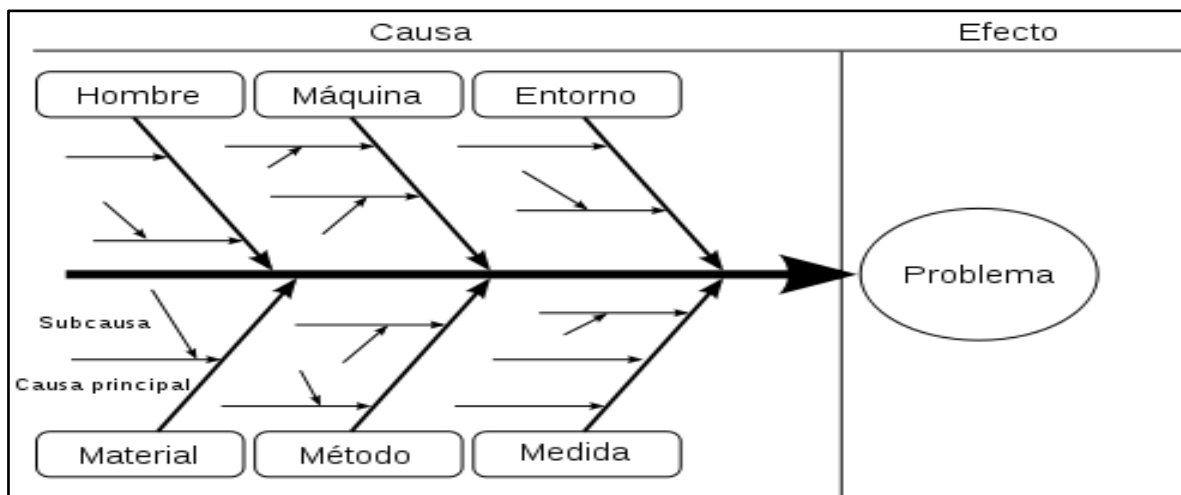 Causa
Efecto
Hombre
Máquina
Entorno
Problema
Subcausa
Causa principal
Material
Método
Medida